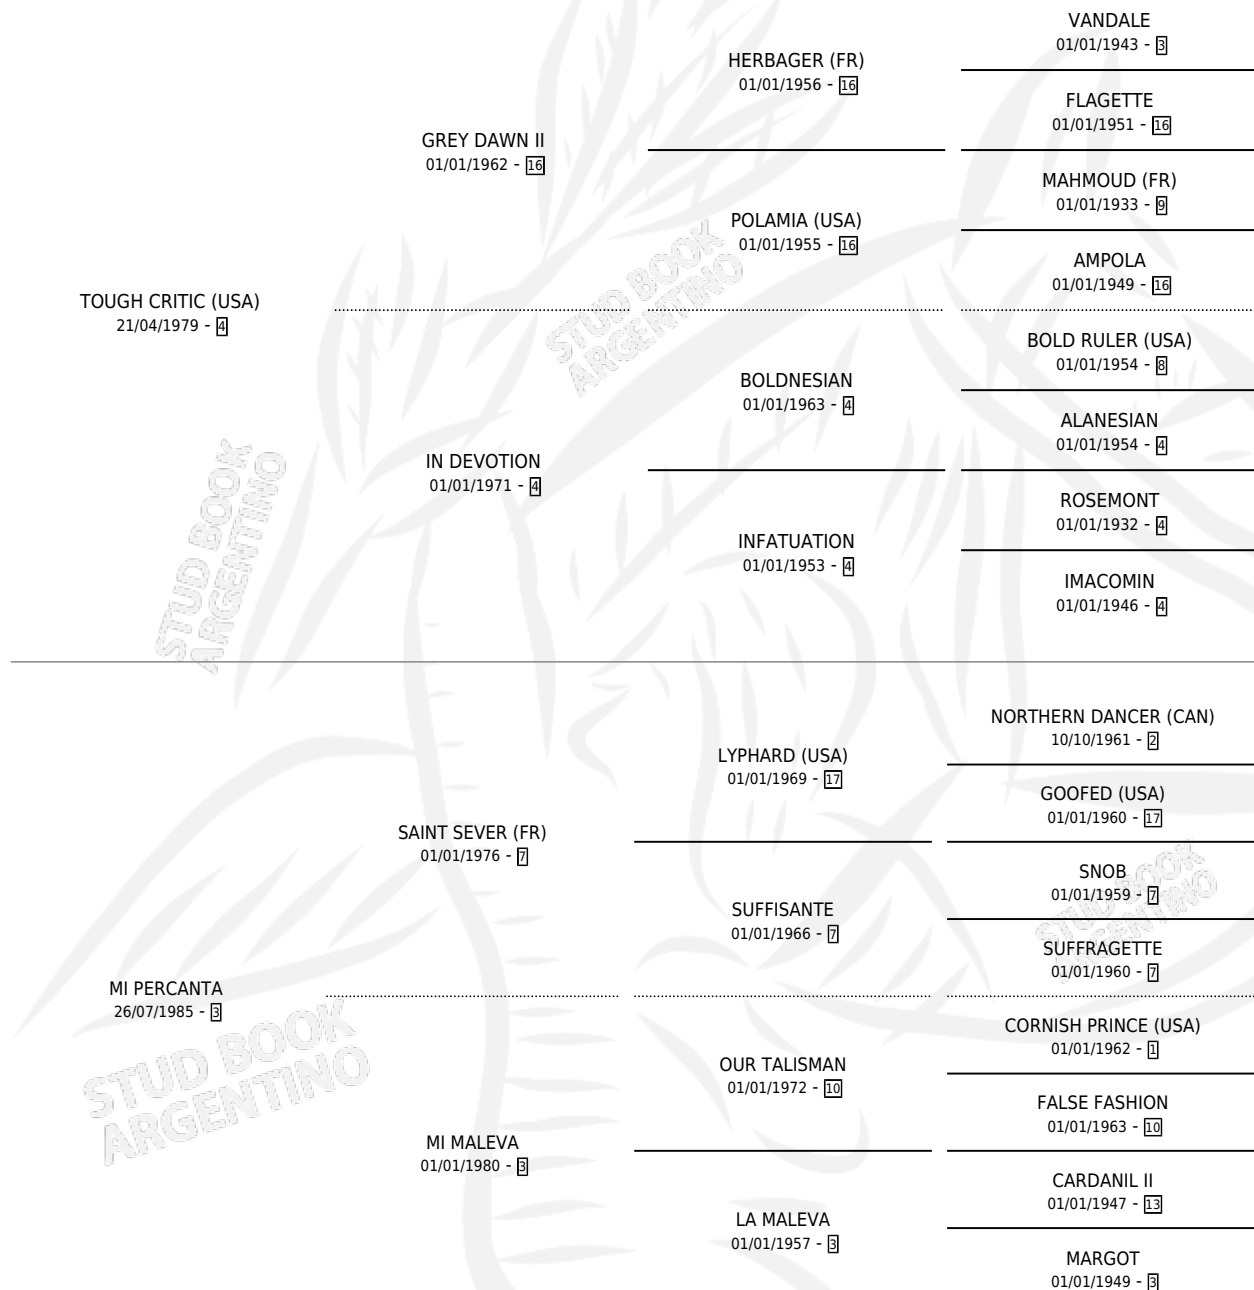 VANDALE
01/01/1943 - 3
HERBAGER (FR)
01/01/1956 - 16
FLAGETTE
01/01/1951 - 16
GREY DAWN II
01/01/1962 - 16
MAHMOUD (FR)
01/01/1933 - 9
POLAMIA (USA)
01/01/1955 - 16
AMPOLA
01/01/1949 - 16
TOUGH CRITIC (USA)
21/04/1979 - 4
STUD BOOK
ARGENTINO
BOLD RULER (USA)
01/01/1954 - 8
BOLDNESIAN
01/01/1963 - 4
ALANESIAN
01/01/1954 - 4
IN DEVOTION
01/01/1971 - 4
ROSEMONT
01/01/1932 - 4
INFATUATION
01/01/1953 - 4
IMACOMIN
01/01/1946 - 4
STUD BOOK
ARGENTINO
NORTHERN DANCER (CAN)
10/10/1961 - 2
LYPHARD (USA)
01/01/1969 - 17
GOOFED (USA)
01/01/1960 - 17
SAINT SEVER (FR)
01/01/1976 - 7
SNOB
01/01/1959 - 7
SUFFISANTE
01/01/1966 - 7
SUFFRAGETTE
01/01/1960 - 7
STUD BOOK
ARGENTINO
MI PERCANTA
26/07/1985 - 3
CORNISH PRINCE (USA)
01/01/1962 - 1
OUR TALISMAN
01/01/1972 - 10
FALSE FASHION
01/01/1963 - 10
STUD BOOK
ARGENTINO
MI MALEVA
01/01/1980 - 3
CARDANIL II
01/01/1947 - 13
LA MALEVA
01/01/1957 - 3
MARGOT
01/01/1949 - 3